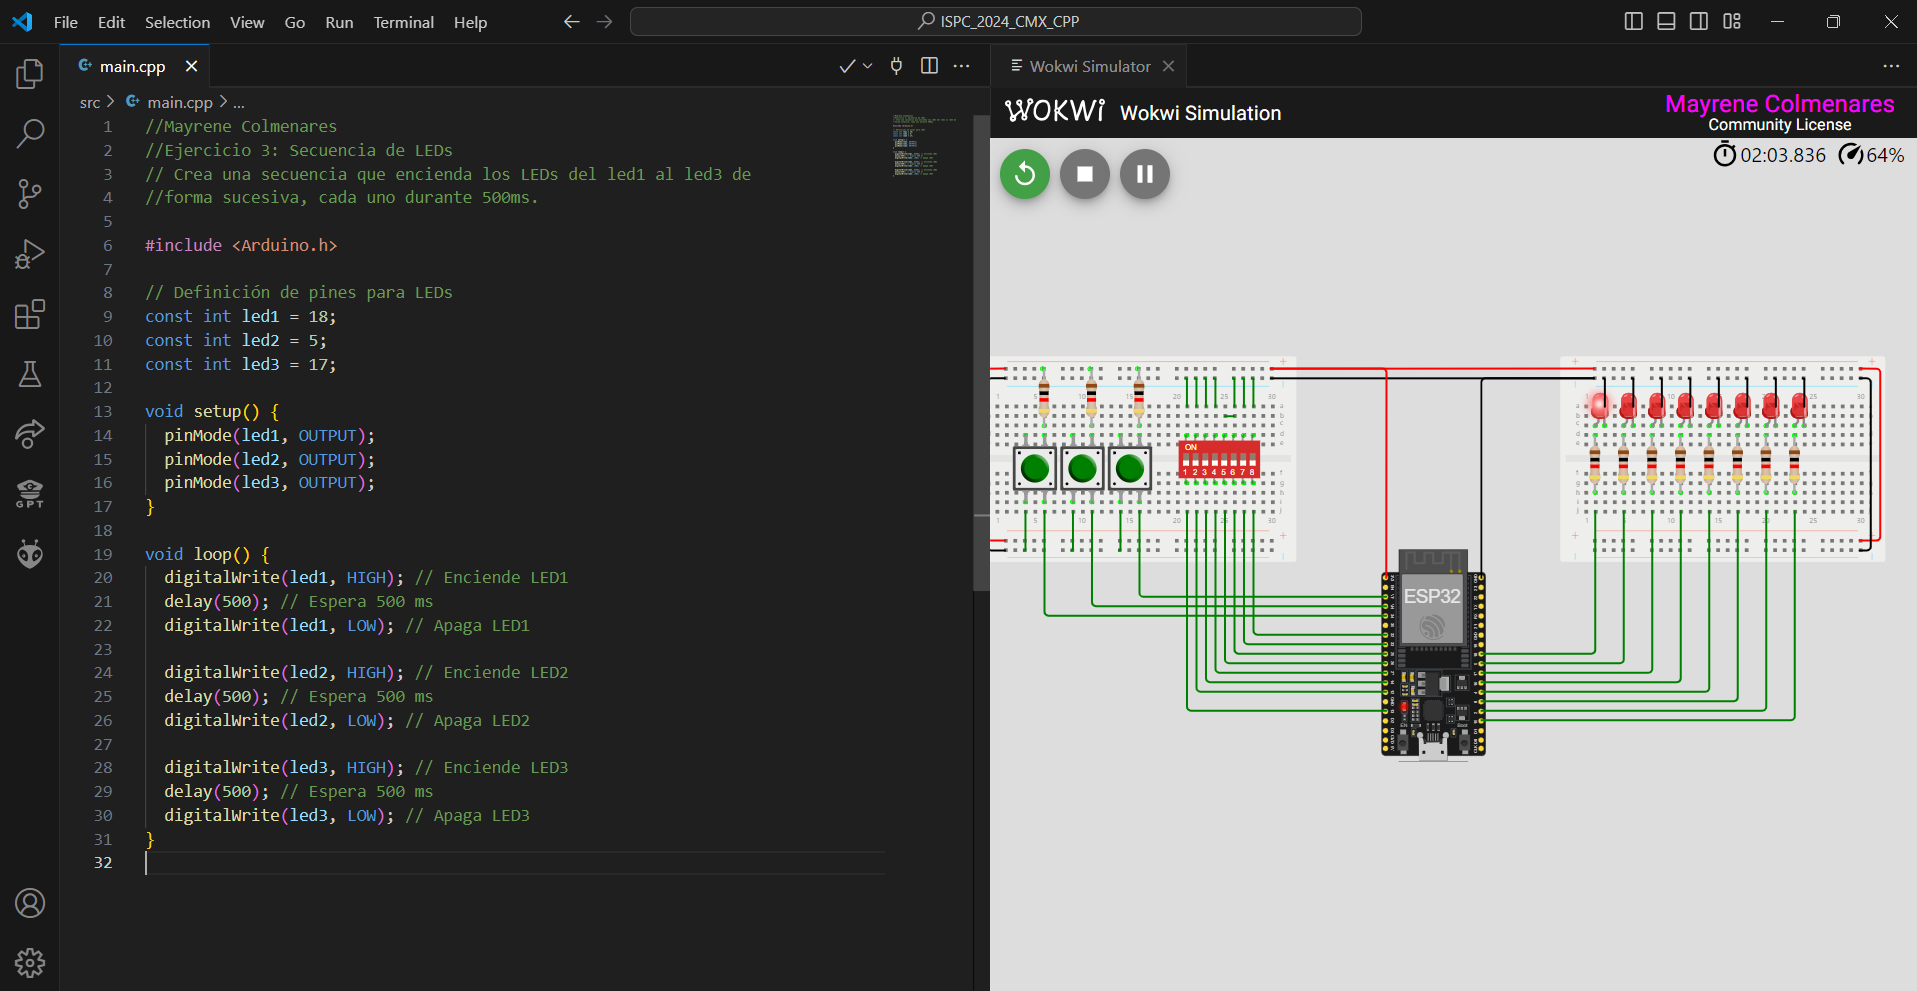 File Edit Selection View Go Run Terminal Help
ISPC_2024_CMX_CPP
main.cpp
src > main.cpp > ...
1 //Mayrene Colmenares
2 //Ejercicio 3: Secuencia de LEDs
3 // Crea una secuencia que encienda los LEDs del led1 al led3 de
4 //forma sucesiva, cada uno durante 500ms.
5
6 #include <Arduino.h>
7
8 // Definición de pines para LEDs
9 const int led1 = 18;
10 const int led2 = 5;
11 const int led3 = 17;
12
13 void setup() {
14 pinMode(led1, OUTPUT);
15 pinMode(led2, OUTPUT);
16 pinMode(led3, OUTPUT);
17 }
18
19 void loop() {
20 digitalWrite(led1, HIGH); // Enciende LED1
21 delay(500); // Espera 500 ms
22 digitalWrite(led1, LOW); // Apaga LED1
23
24 digitalWrite(led2, HIGH); // Enciende LED2
25 delay(500); // Espera 500 ms
26 digitalWrite(led2, LOW); // Apaga LED2
27
28 digitalWrite(led3, HIGH); // Enciende LED3
29 delay(500); // Espera 500 ms
30 digitalWrite(led3, LOW); // Apaga LED3
31 }
32
GPT
Wokwi Simulator
WOKWi Wokwi Simulation
Mayrene Colmenares
Community License
02:03.836 64%
ON
1 2 3 4 5 6 7 8
ESP32